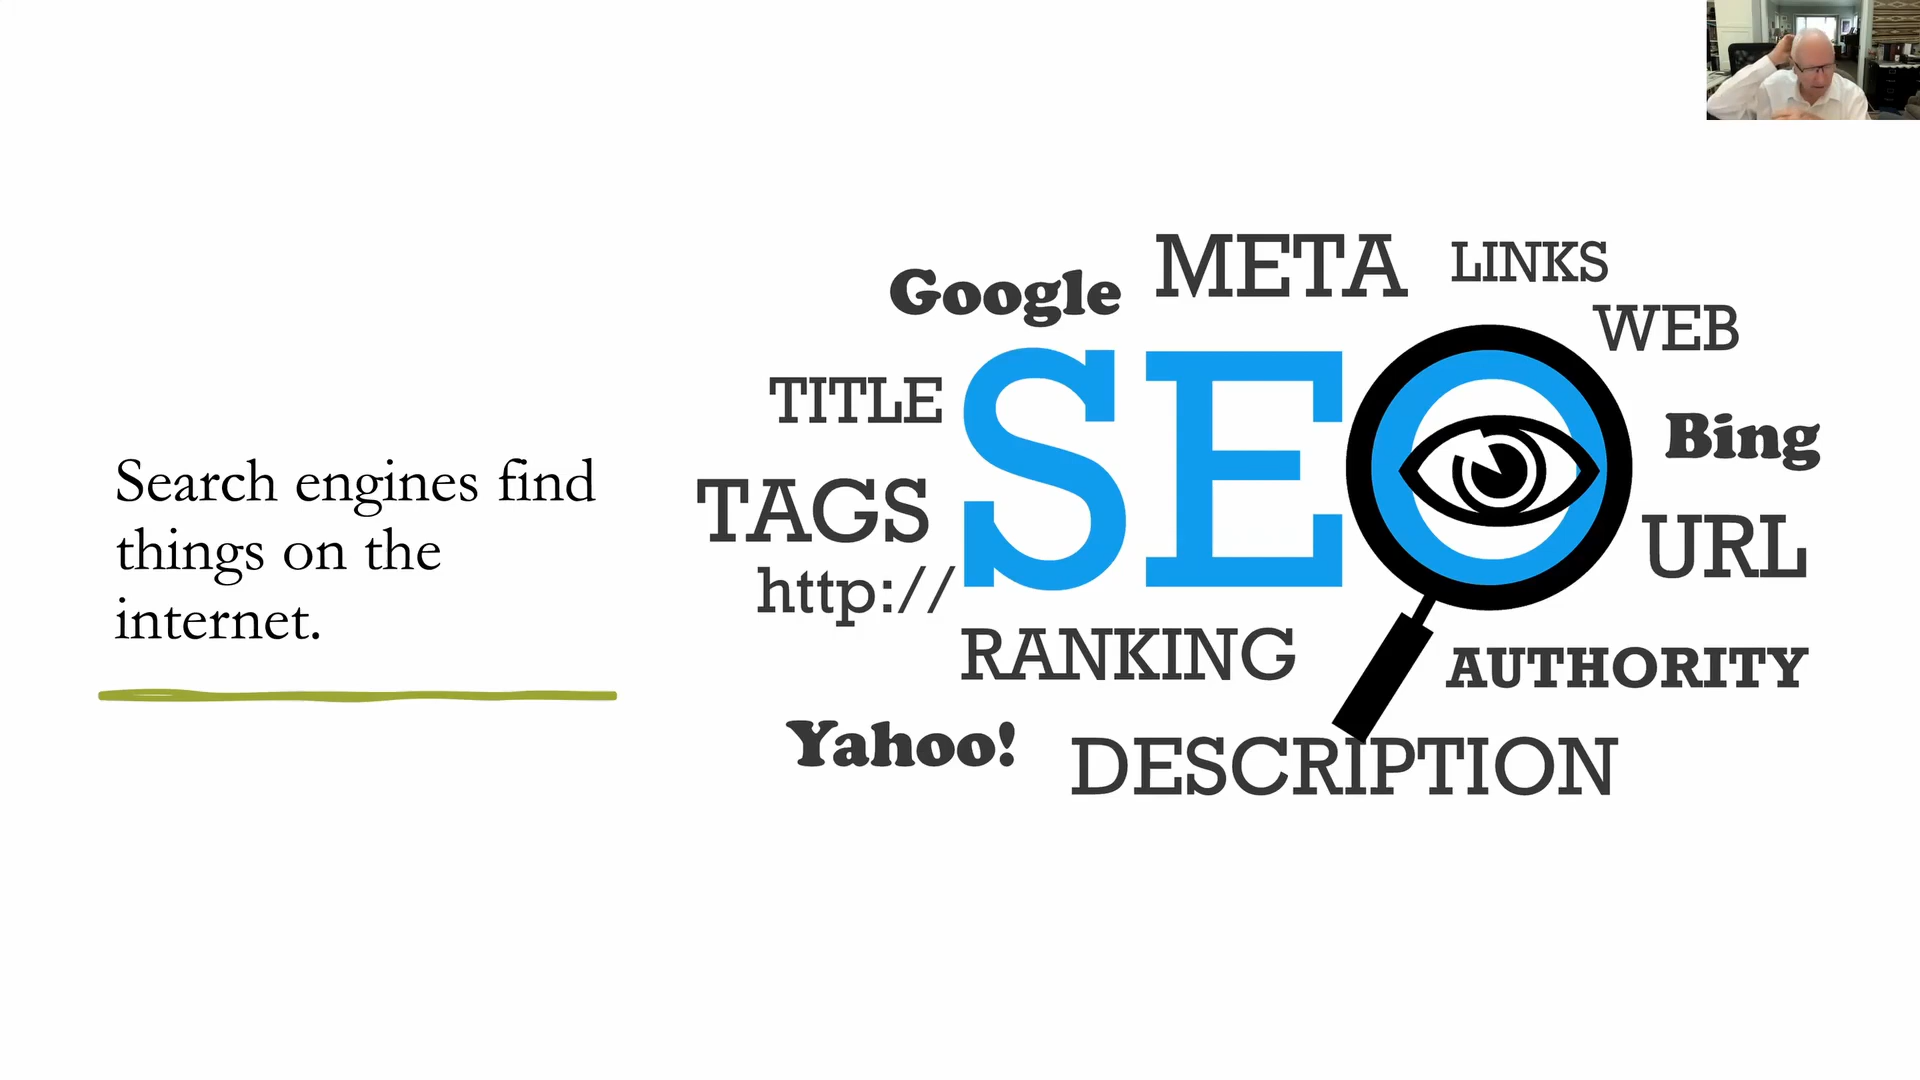 Search engines find
things on the
internet.
Google
META
LINKS
WEB
TITLE
SEO
Bing
TAGS
URL
http://
RANKING
AUTHORITY
Yahoo!
DESCRIPTION